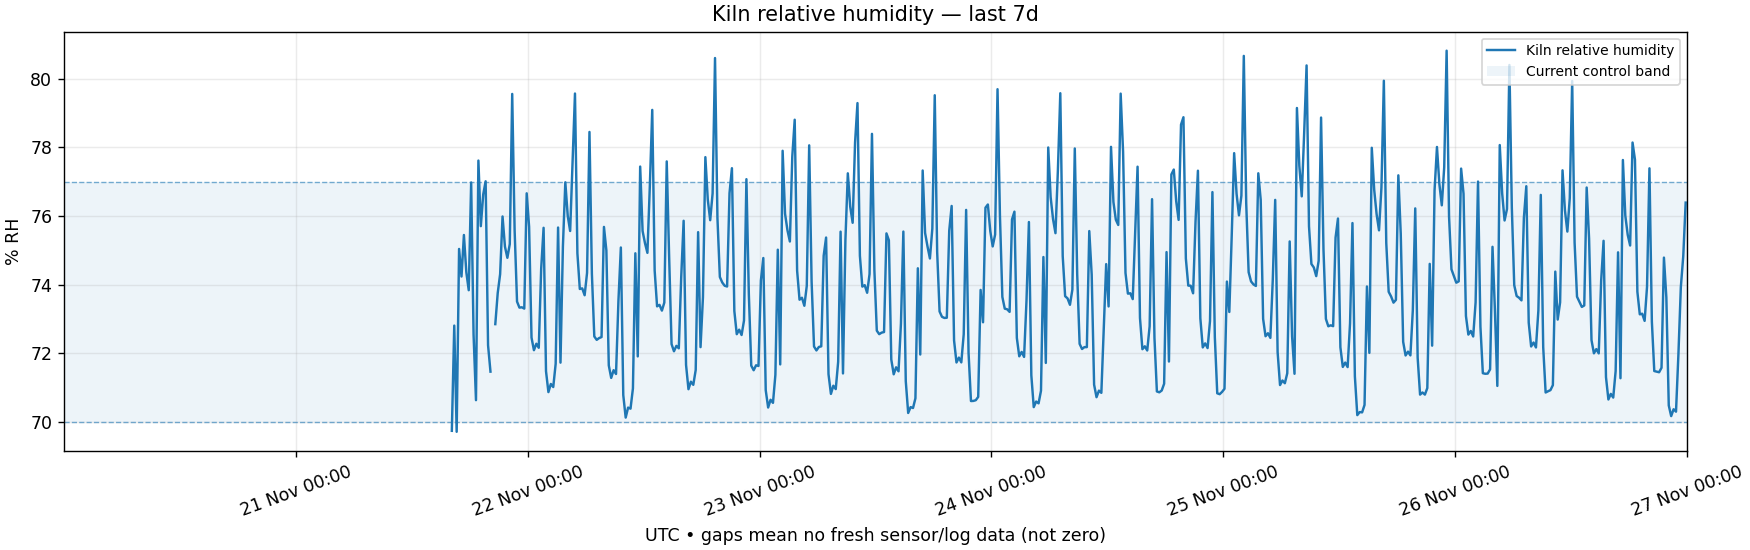 Kiln relative humidity — last 7d
Kiln relative humidity
Current control band
% RH
80
78
76
74
72
70
21 Nov 00:00
22 Nov 00:00
23 Nov 00:00
24 Nov 00:00
25 Nov 00:00
26 Nov 00:00
27 Nov 00:00
UTC • gaps mean no fresh sensor/log data (not zero)